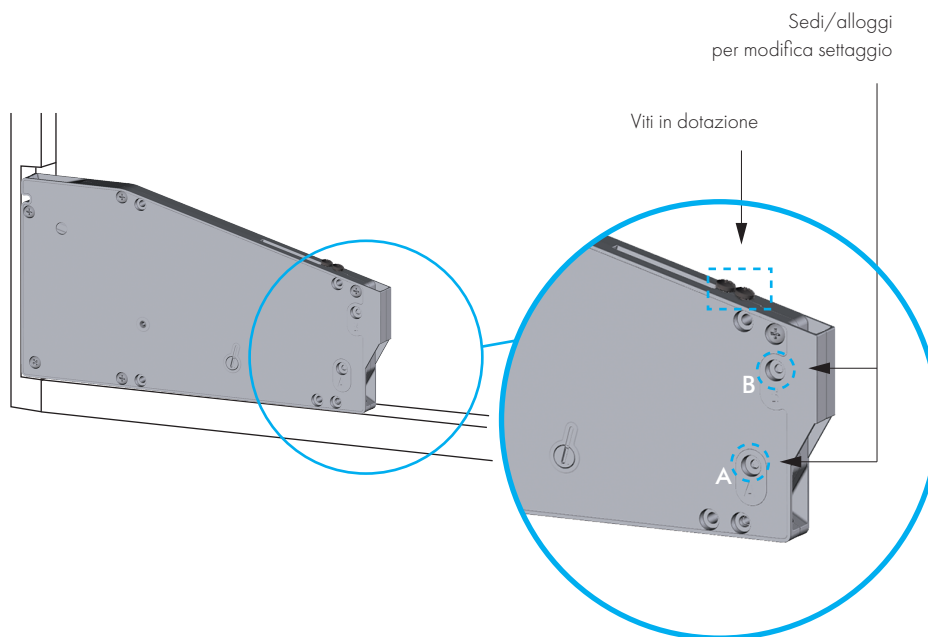 Sedi/alloggi
per modifica settaggio
Viti in dotazione
B
A